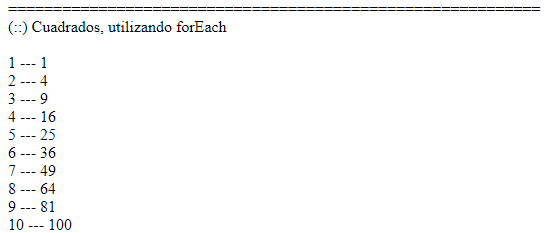 ===========================================================
(::) Cuadrados, utilizando forEach
1 --- 1
2 --- 4
3 --- 9
4 --- 16
5 --- 25
6 --- 36
7 --- 49
8 --- 64
9 --- 81
10 --- 100